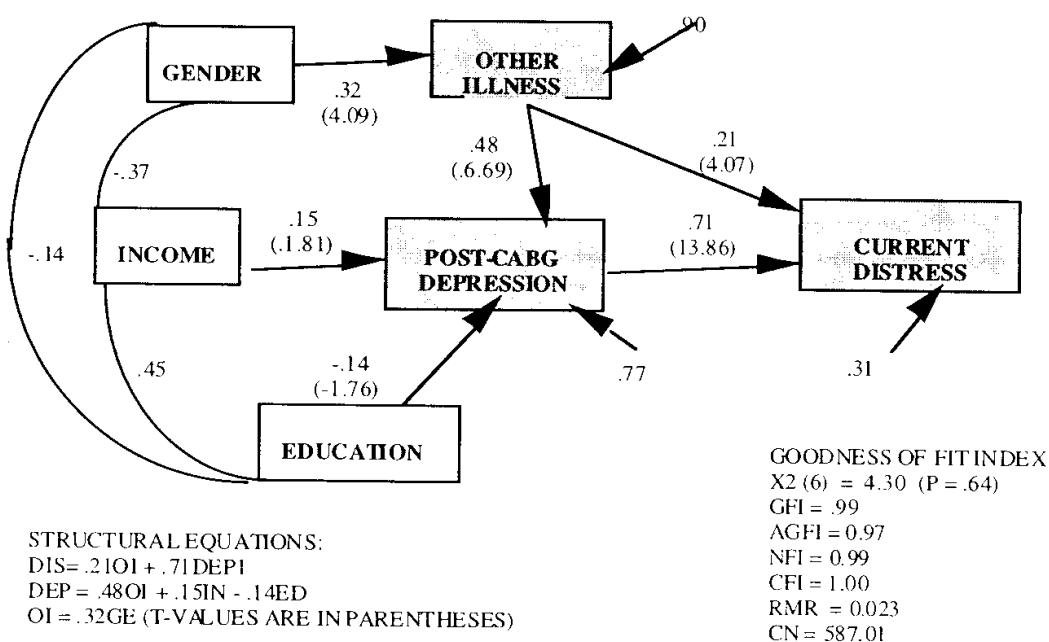 .90
GENDER
OTHER
ILLNESS
.32
(4.09)
.48
(.6.69)
.21
(4.07)
-.37
-.14
INCOME
.15
(.1.81)
POST-CABG
DEPRESSION
.71
(13.86)
CURRENT
DISTRESS
.45
-.14
(-1.76)
.77
.31
EDUCATION
GOODNESS OF FIT INDEX
X2 (6) = 4.30 (P = .64)
GFI = .99
AGFI = 0.97
NFI = 0.99
CFI = 1.00
RMR = 0.023
CN = 587.01
STRUCTURAL EQUATIONS:
DIS= .21OI + .71DEP1
DEP = .48OI + .15IN - .14ED
OI = .32GE (T-VALUES ARE IN PARENTHESES)